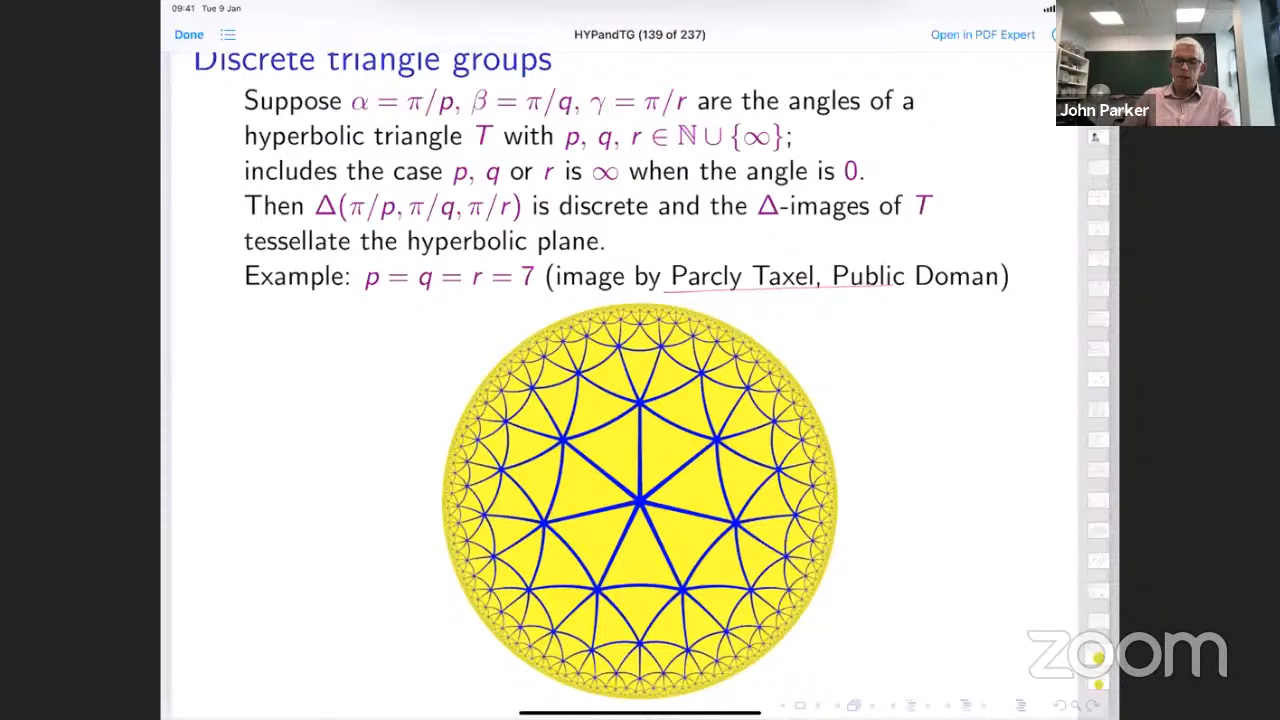 09:41 Tue 9 Jan
Done
HYPandTG (139 of 237)
Open in PDF Expert
John Parker
Discrete triangle groups
Suppose α = π/p, β = π/q, γ = π/r are the angles of a
hyperbolic triangle T with p, q, r ∈ ℕ ∪ {∞};
includes the case p, q or r is ∞ when the angle is 0.
Then Δ(π/p, π/q, π/r) is discrete and the Δ-images of T
tessellate the hyperbolic plane.
Example: p = q = r = 7 (image by Parcly Taxel, Public Doman)
zoom